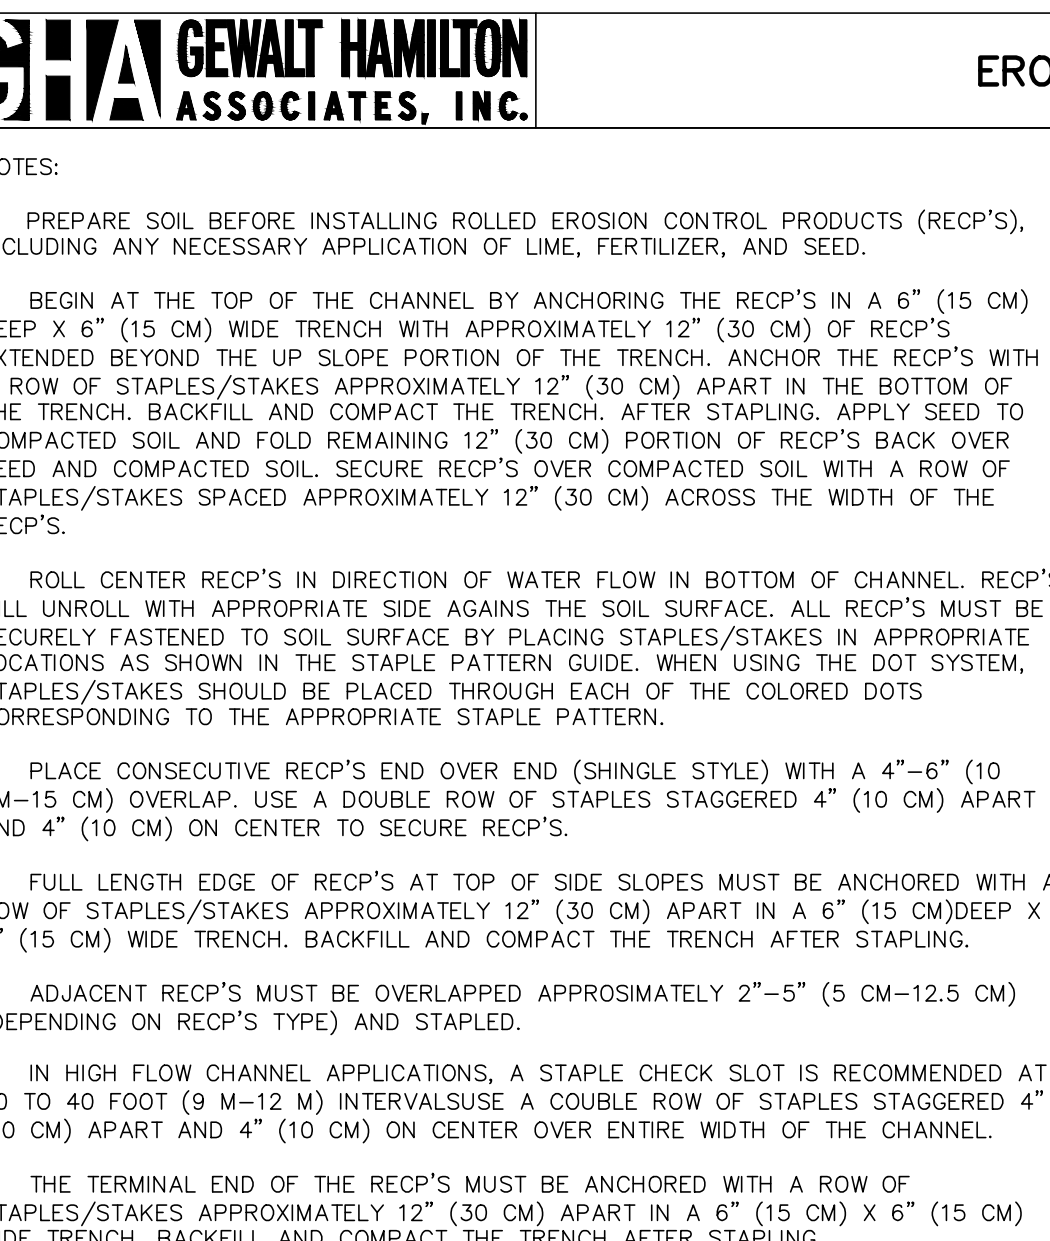 GHA GEWALT HAMILTON
ASSOCIATES, INC.
ERO
OTES:
PREPARE SOIL BEFORE INSTALLING ROLLED EROSION CONTROL PRODUCTS (RECP'S),
CLUDING ANY NECESSARY APPLICATION OF LIME, FERTILIZER, AND SEED.
BEGIN AT THE TOP OF THE CHANNEL BY ANCHORING THE RECP'S IN A 6” (15 CM)
EEP X 6” (15 CM) WIDE TRENCH WITH APPROXIMATELY 12” (30 CM) OF RECP'S
XTENDED BEYOND THE UP SLOPE PORTION OF THE TRENCH. ANCHOR THE RECP'S WITH
ROW OF STAPLES/STAKES APPROXIMATELY 12” (30 CM) APART IN THE BOTTOM OF
HE TRENCH. BACKFILL AND COMPACT THE TRENCH. AFTER STAPLING. APPLY SEED TO
OMPACTED SOIL AND FOLD REMAINING 12” (30 CM) PORTION OF RECP'S BACK OVER
EED AND COMPACTED SOIL. SECURE RECP'S OVER COMPACTED SOIL WITH A ROW OF
TAPLES/STAKES SPACED APPROXIMATELY 12” (30 CM) ACROSS THE WIDTH OF THE
ECP'S.
ROLL CENTER RECP'S IN DIRECTION OF WATER FLOW IN BOTTOM OF CHANNEL. RECP'S
ILL UNROLL WITH APPROPRIATE SIDE AGAINS THE SOIL SURFACE. ALL RECP'S MUST BE
ECURELY FASTENED TO SOIL SURFACE BY PLACING STAPLES/STAKES IN APPROPRIATE
OCATIONS AS SHOWN IN THE STAPLE PATTERN GUIDE. WHEN USING THE DOT SYSTEM,
TAPLES/STAKES SHOULD BE PLACED THROUGH EACH OF THE COLORED DOTS
ORRESPONDING TO THE APPROPRIATE STAPLE PATTERN.
PLACE CONSECUTIVE RECP'S END OVER END (SHINGLE STYLE) WITH A 4”–6” (10
M–15 CM) OVERLAP. USE A DOUBLE ROW OF STAPLES STAGGERED 4” (10 CM) APART
ND 4” (10 CM) ON CENTER TO SECURE RECP'S.
FULL LENGTH EDGE OF RECP'S AT TOP OF SIDE SLOPES MUST BE ANCHORED WITH A
OW OF STAPLES/STAKES APPROXIMATELY 12” (30 CM) APART IN A 6” (15 CM)DEEP X
” (15 CM) WIDE TRENCH. BACKFILL AND COMPACT THE TRENCH AFTER STAPLING.
ADJACENT RECP'S MUST BE OVERLAPPED APPROSIMATELY 2”–5” (5 CM–12.5 CM)
DEPENDING ON RECP'S TYPE) AND STAPLED.
IN HIGH FLOW CHANNEL APPLICATIONS, A STAPLE CHECK SLOT IS RECOMMENDED AT
0 TO 40 FOOT (9 M–12 M) INTERVALSUSE A COUBLE ROW OF STAPLES STAGGERED 4”
0 CM) APART AND 4” (10 CM) ON CENTER OVER ENTIRE WIDTH OF THE CHANNEL.
THE TERMINAL END OF THE RECP'S MUST BE ANCHORED WITH A ROW OF
TAPLES/STAKES APPROXIMATELY 12” (30 CM) APART IN A 6” (15 CM) X 6” (15 CM)
IDE TRENCH. BACKFILL AND COMPACT THE TRENCH AFTER STAPLING.